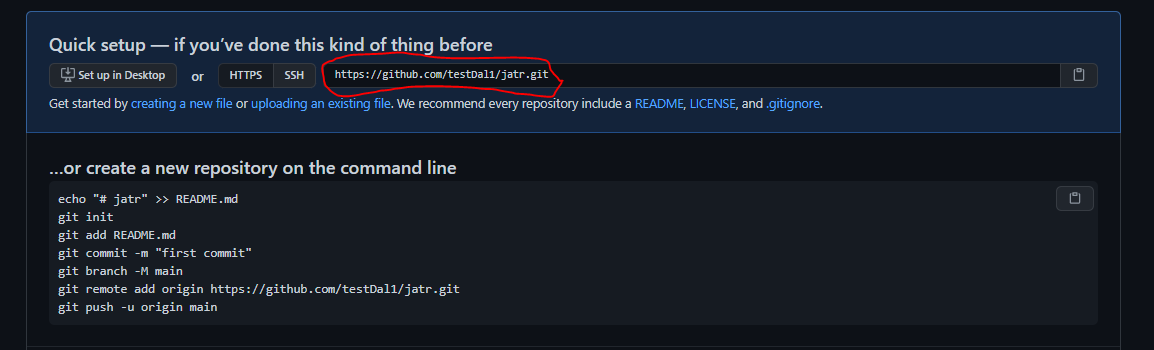 Quick setup — if you’ve done this kind of thing before
Set up in Desktop or HTTPS SSH https://github.com/testDal1/jatr.git
Get started by creating a new file or uploading an existing file. We recommend every repository include a README, LICENSE, and .gitignore.
…or create a new repository on the command line
echo "# jatr" >> README.md
git init
git add README.md
git commit -m "first commit"
git branch -M main
git remote add origin https://github.com/testDal1/jatr.git
git push -u origin main